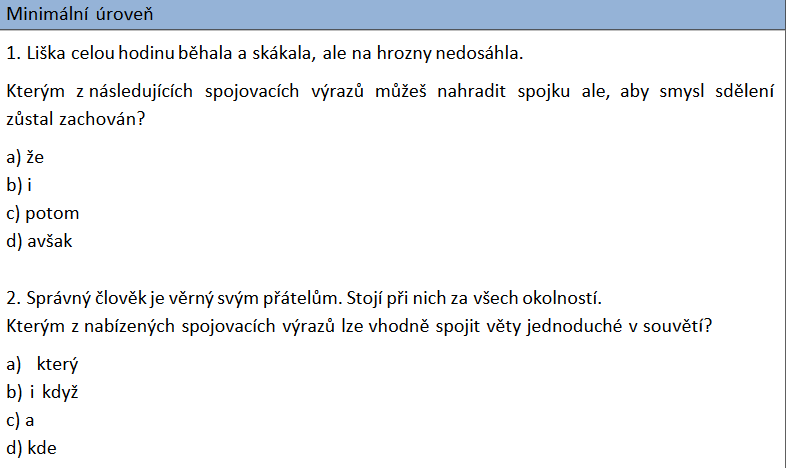 Minimální úroveň
1. Liška celou hodinu běhala a skákala, ale na hrozny nedosáhla.
Kterým z následujících spojovacích výrazů můžeš nahradit spojku ale, aby smysl sdělení
zůstal zachován?
a) že
b) i
c) potom
d) avšak
2. Správný člověk je věrný svým přátelům. Stojí při nich za všech okolností.
Kterým z nabízených spojovacích výrazů lze vhodně spojit věty jednoduché v souvětí?
a) který
b) i když
c) a
d) kde